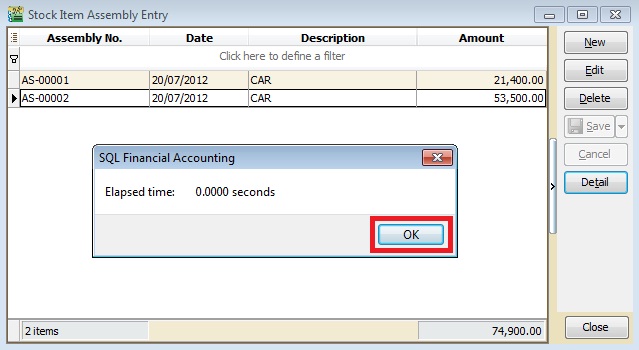 Stock Item Assembly Entry
Assembly No. Date Description Amount
Click here to define a filter
AS-00001 20/07/2012 CAR 21,400.00
AS-00002 20/07/2012 CAR 53,500.00
SQL Financial Accounting
Elapsed time: 0.0000 seconds
OK
2 items 74,900.00
New
Edit
Delete
Save
Cancel
Detail
Close